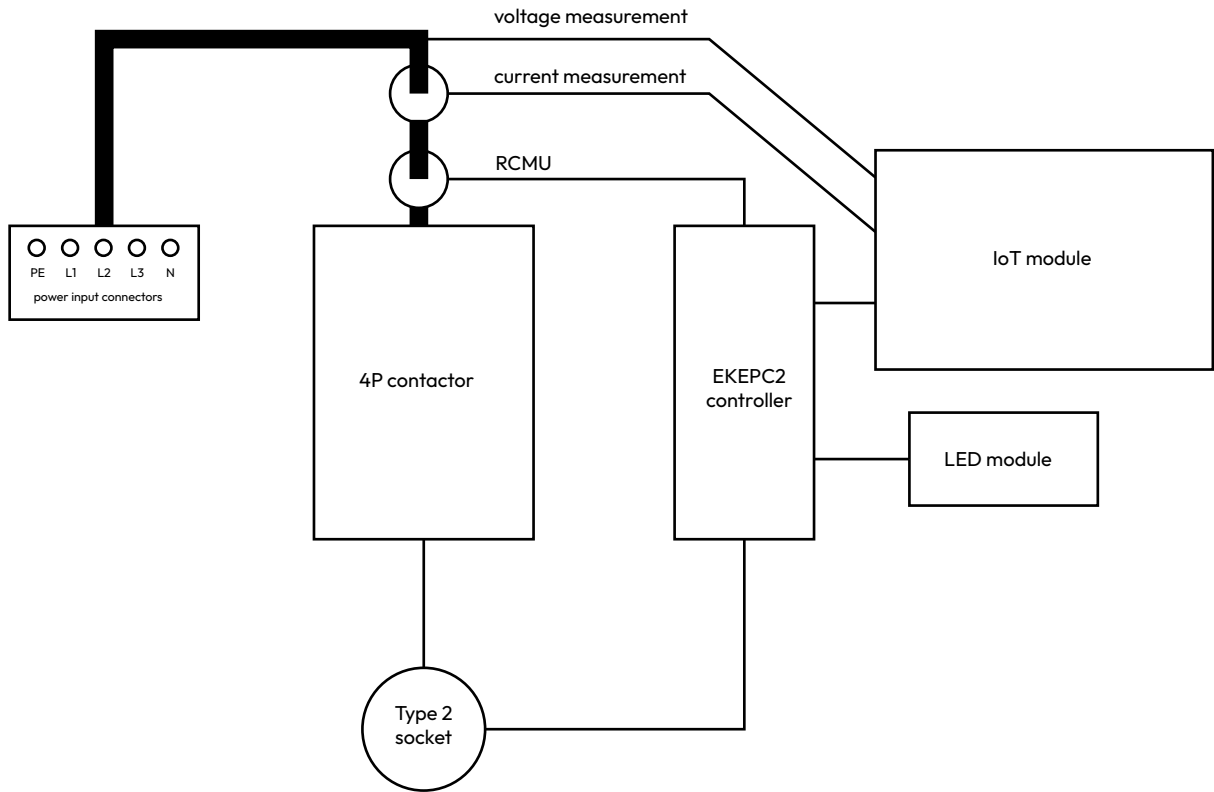 voltage measurement
current measurement
RCMU
PE L1 L2 L3 N
power input connectors
IoT module
4P contactor
EKEPC2
controller
LED module
Type 2
socket